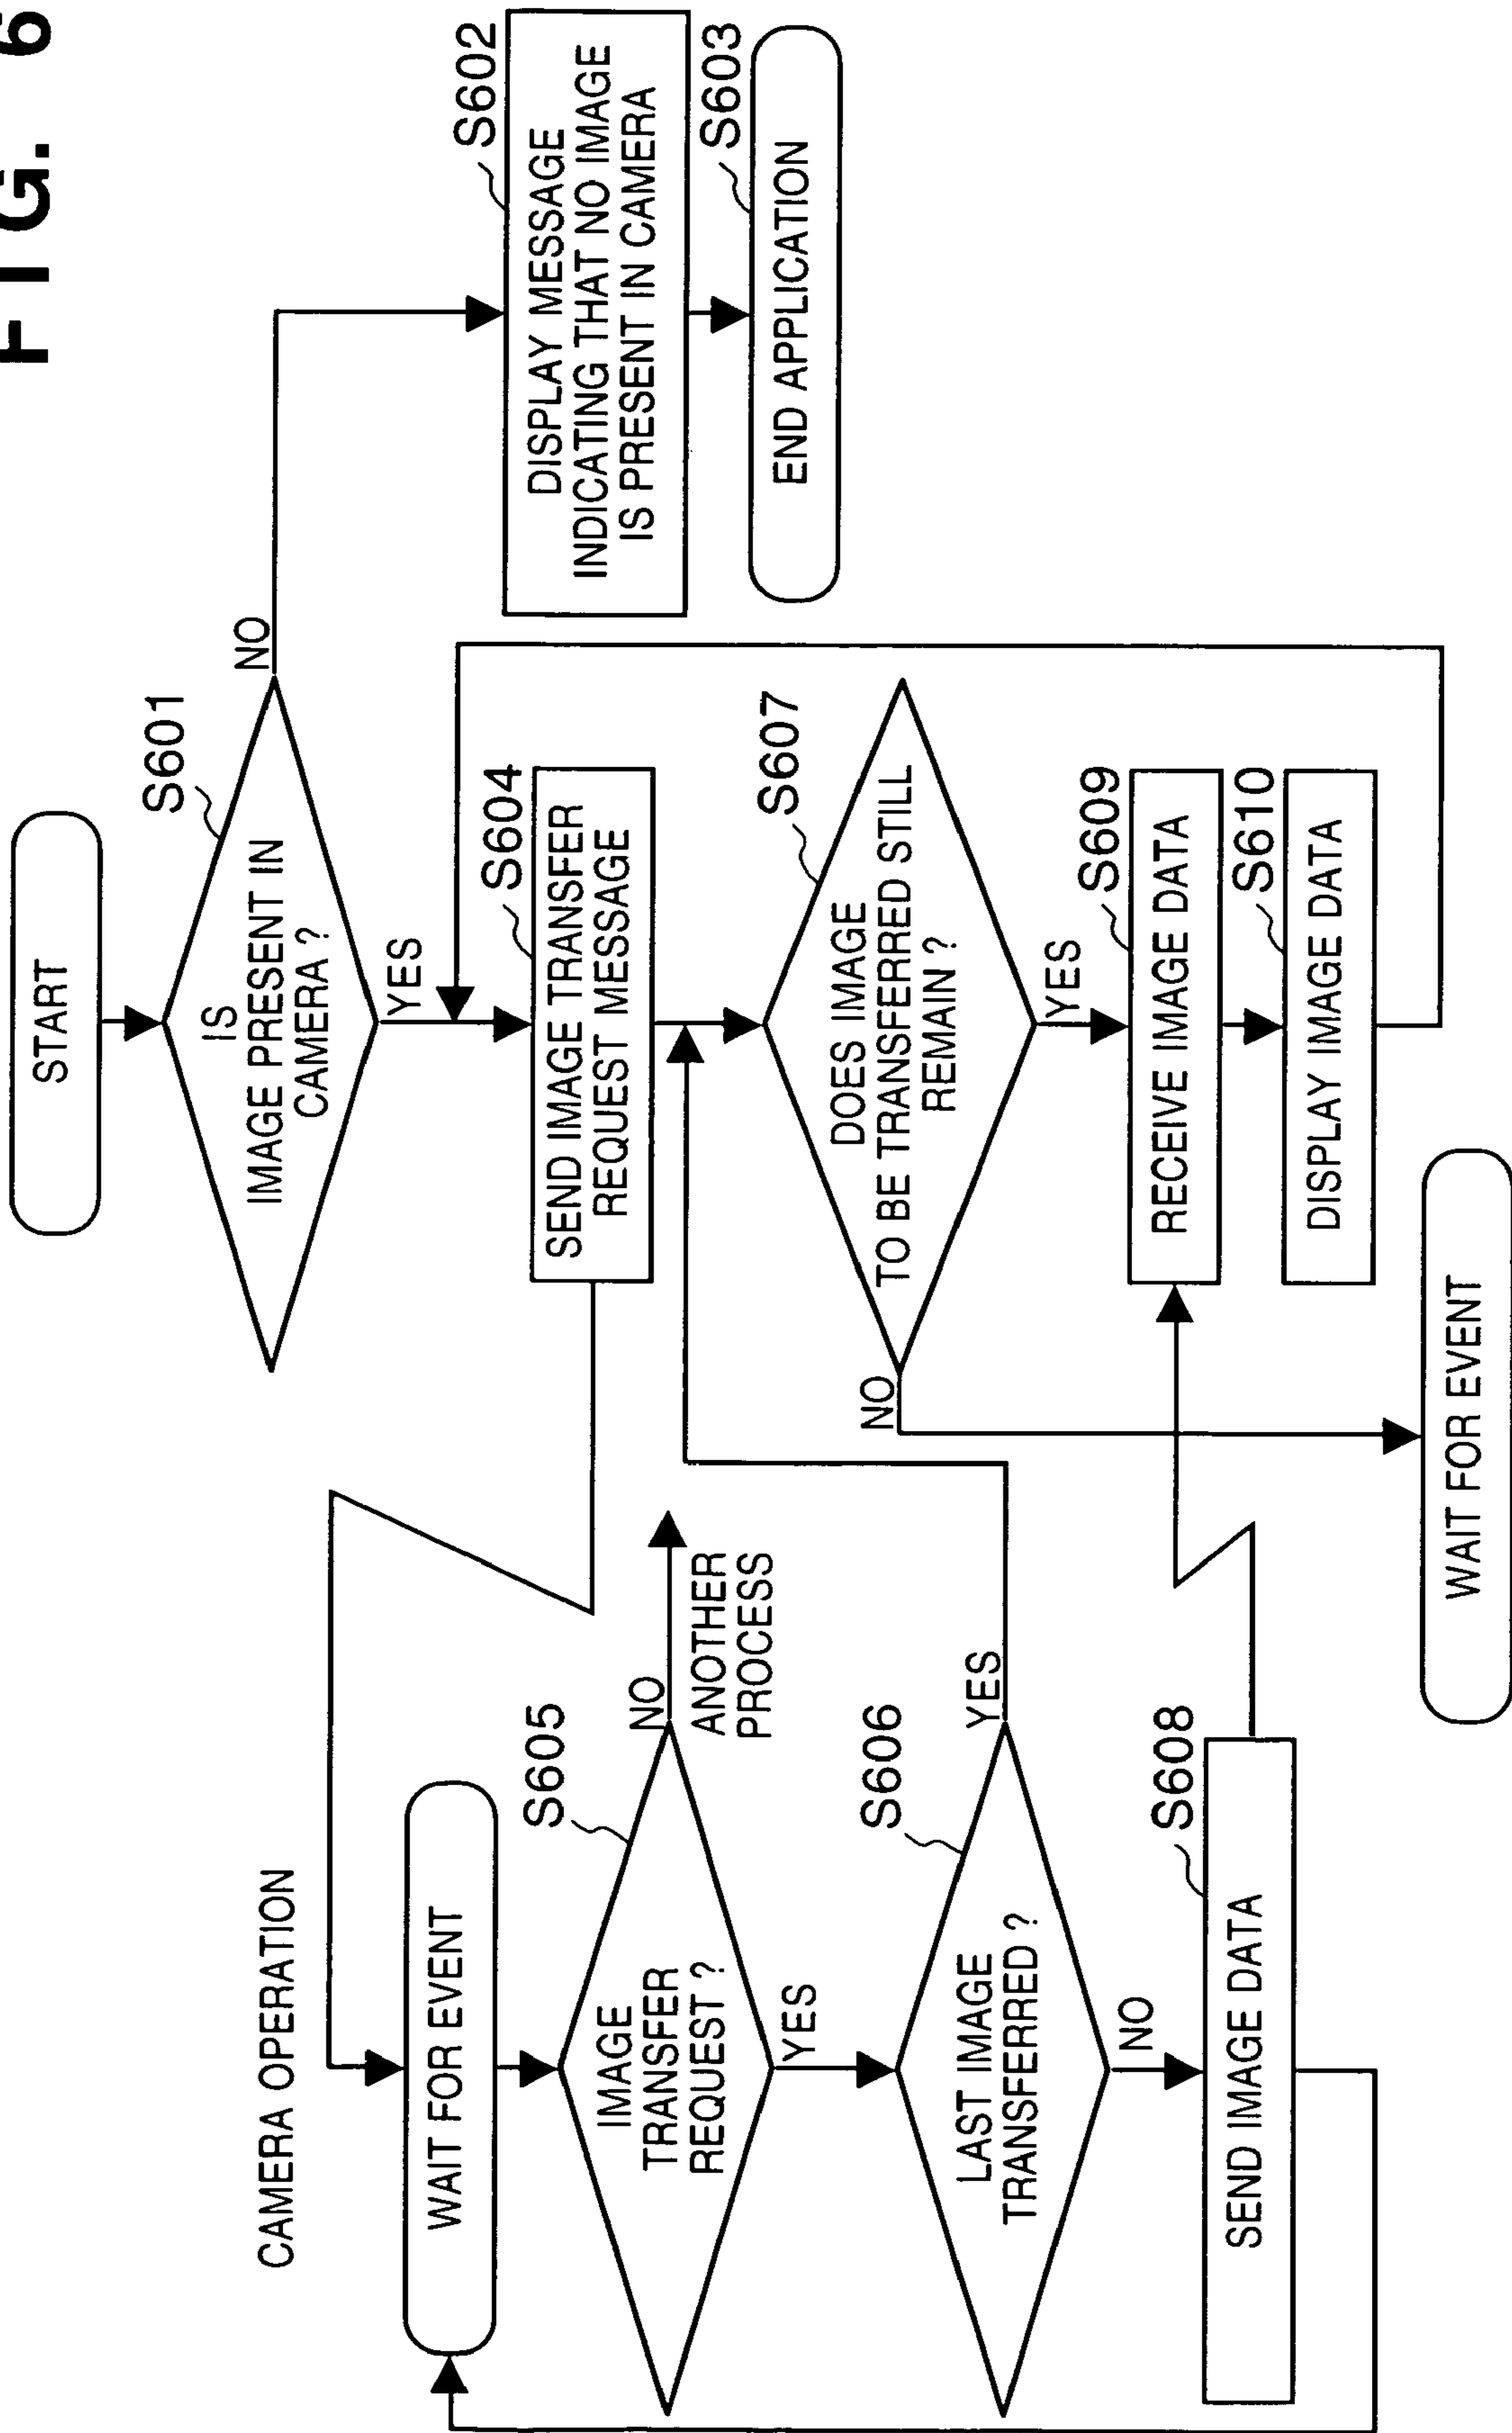 FIG. 6
START
S601
IS
IMAGE PRESENT IN
CAMERA ?
NO
YES
S602
DISPLAY MESSAGE
INDICATING THAT NO IMAGE
IS PRESENT IN CAMERA
S603
END APPLICATION
S604
SEND IMAGE TRANSFER
REQUEST MESSAGE
CAMERA OPERATION
WAIT FOR EVENT
S605
IMAGE
TRANSFER
REQUEST ?
NO
ANOTHER
PROCESS
YES
S606
LAST IMAGE
TRANSFERRED ?
YES
NO
S608
SEND IMAGE DATA
S607
DOES IMAGE
TO BE TRANSFERRED STILL
REMAIN ?
NO
YES
S609
RECEIVE IMAGE DATA
S610
DISPLAY IMAGE DATA
WAIT FOR EVENT